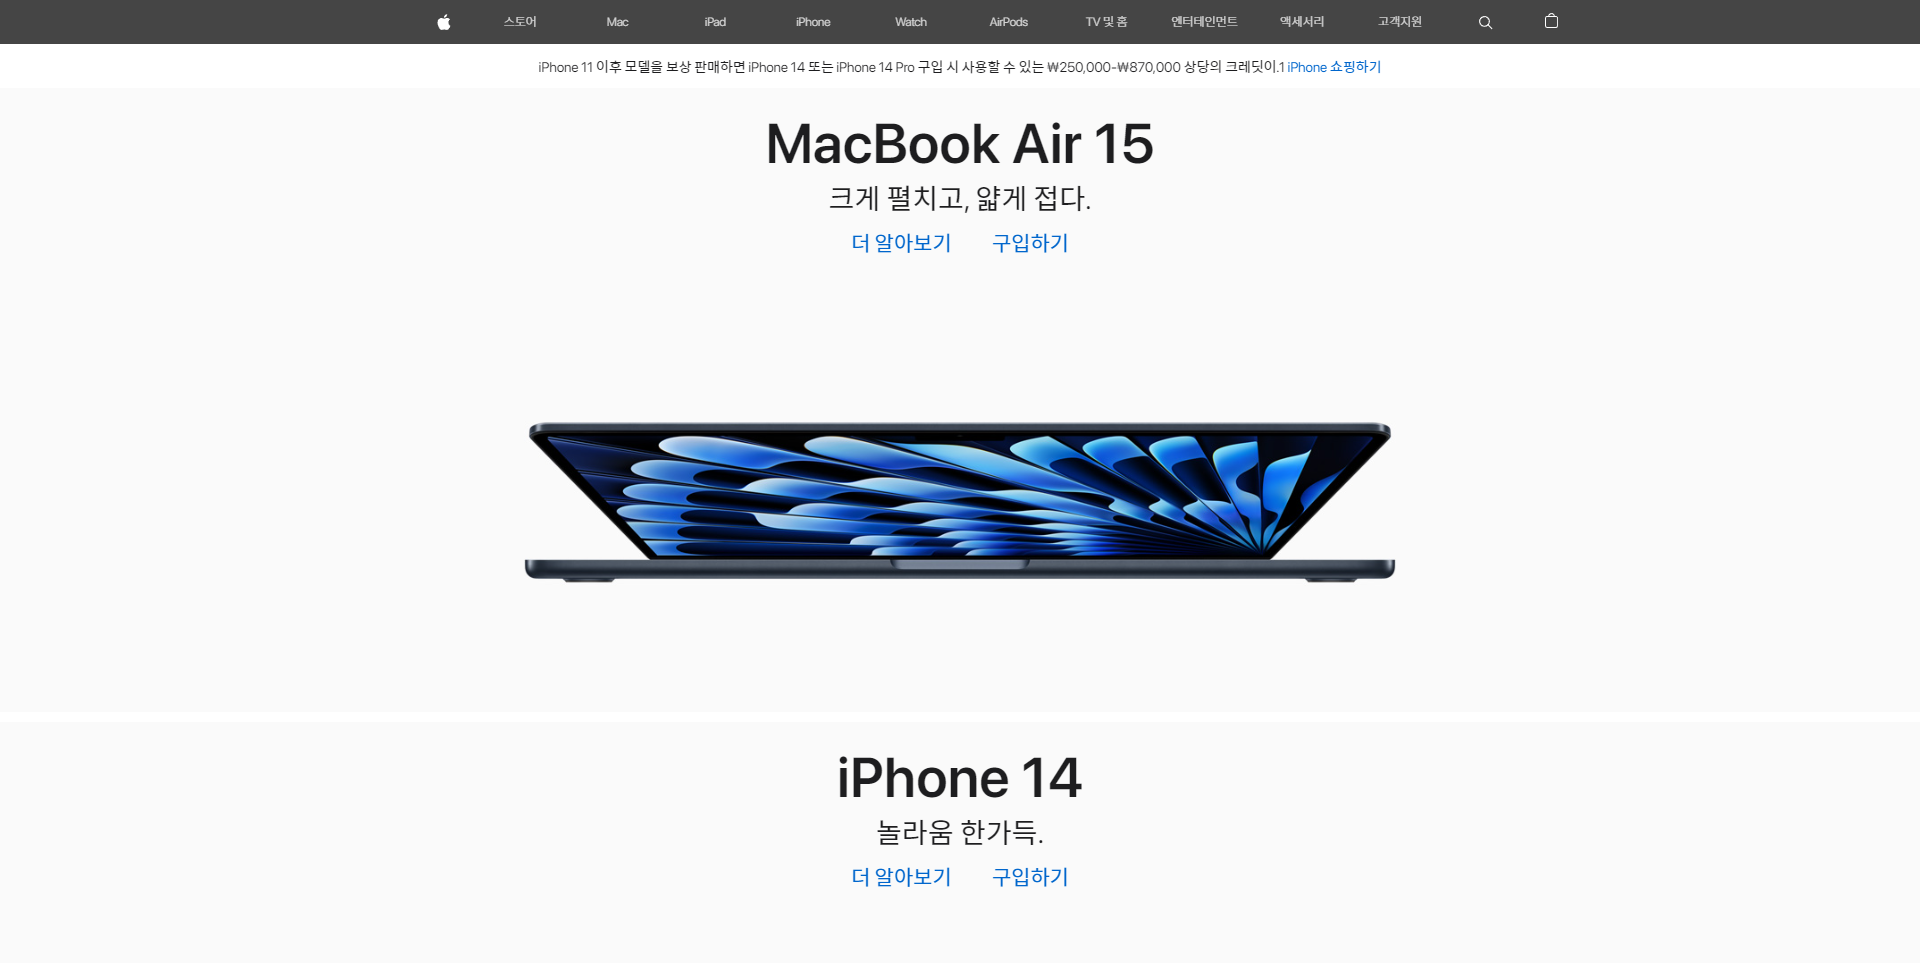 스토어 Mac iPad iPhone Watch AirPods TV 및 홈 엔터테인먼트 액세서리 고객지원
iPhone 11 이후 모델을 보상 판매하면 iPhone 14 또는 iPhone 14 Pro 구입 시 사용할 수 있는 ₩250,000-₩870,000 상당의 크레딧이.1 iPhone 쇼핑하기
MacBook Air 15
크게 펼치고, 얇게 접다.
더 알아보기 구입하기
iPhone 14
놀라움 한가득.
더 알아보기 구입하기